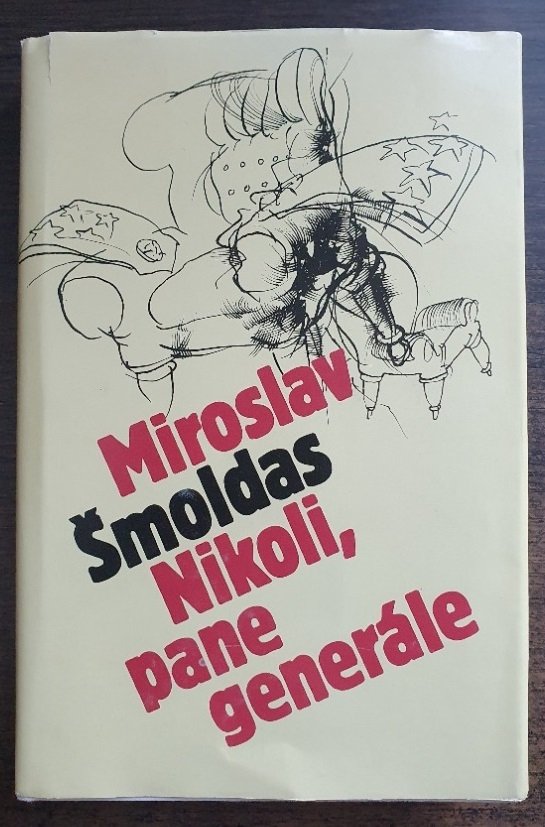 Miroslav
Šmoldas
Nikoli,
pane
generále